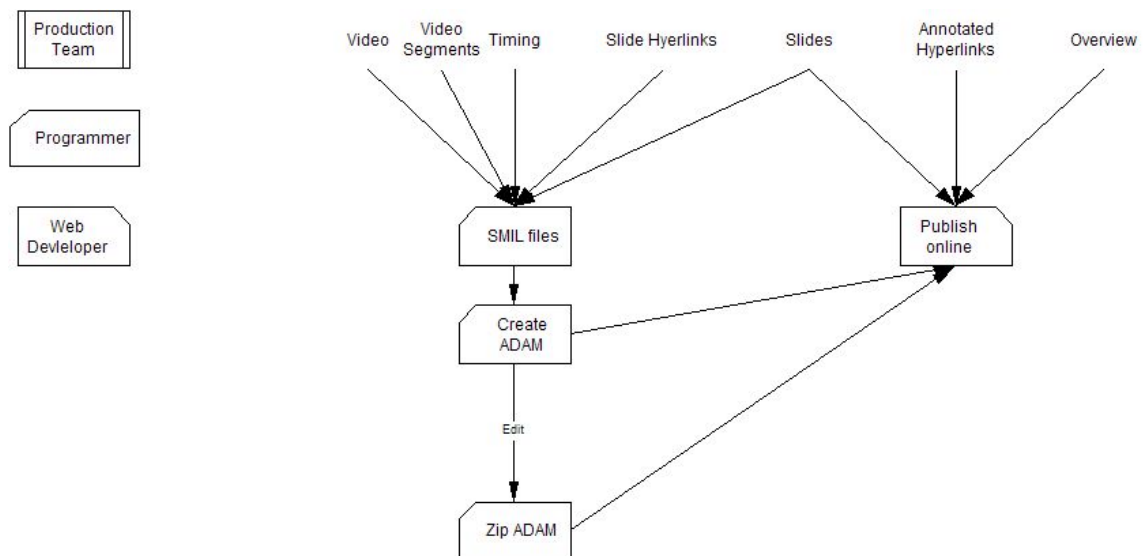 Production
Team
Programmer
Web
Devleloper
Video
Video
Segments
Timing
Slide Hyerlinks
Slides
Annotated
Hyperlinks
Overview
SMIL files
Publish
online
Create
ADAM
Edit
Zip ADAM